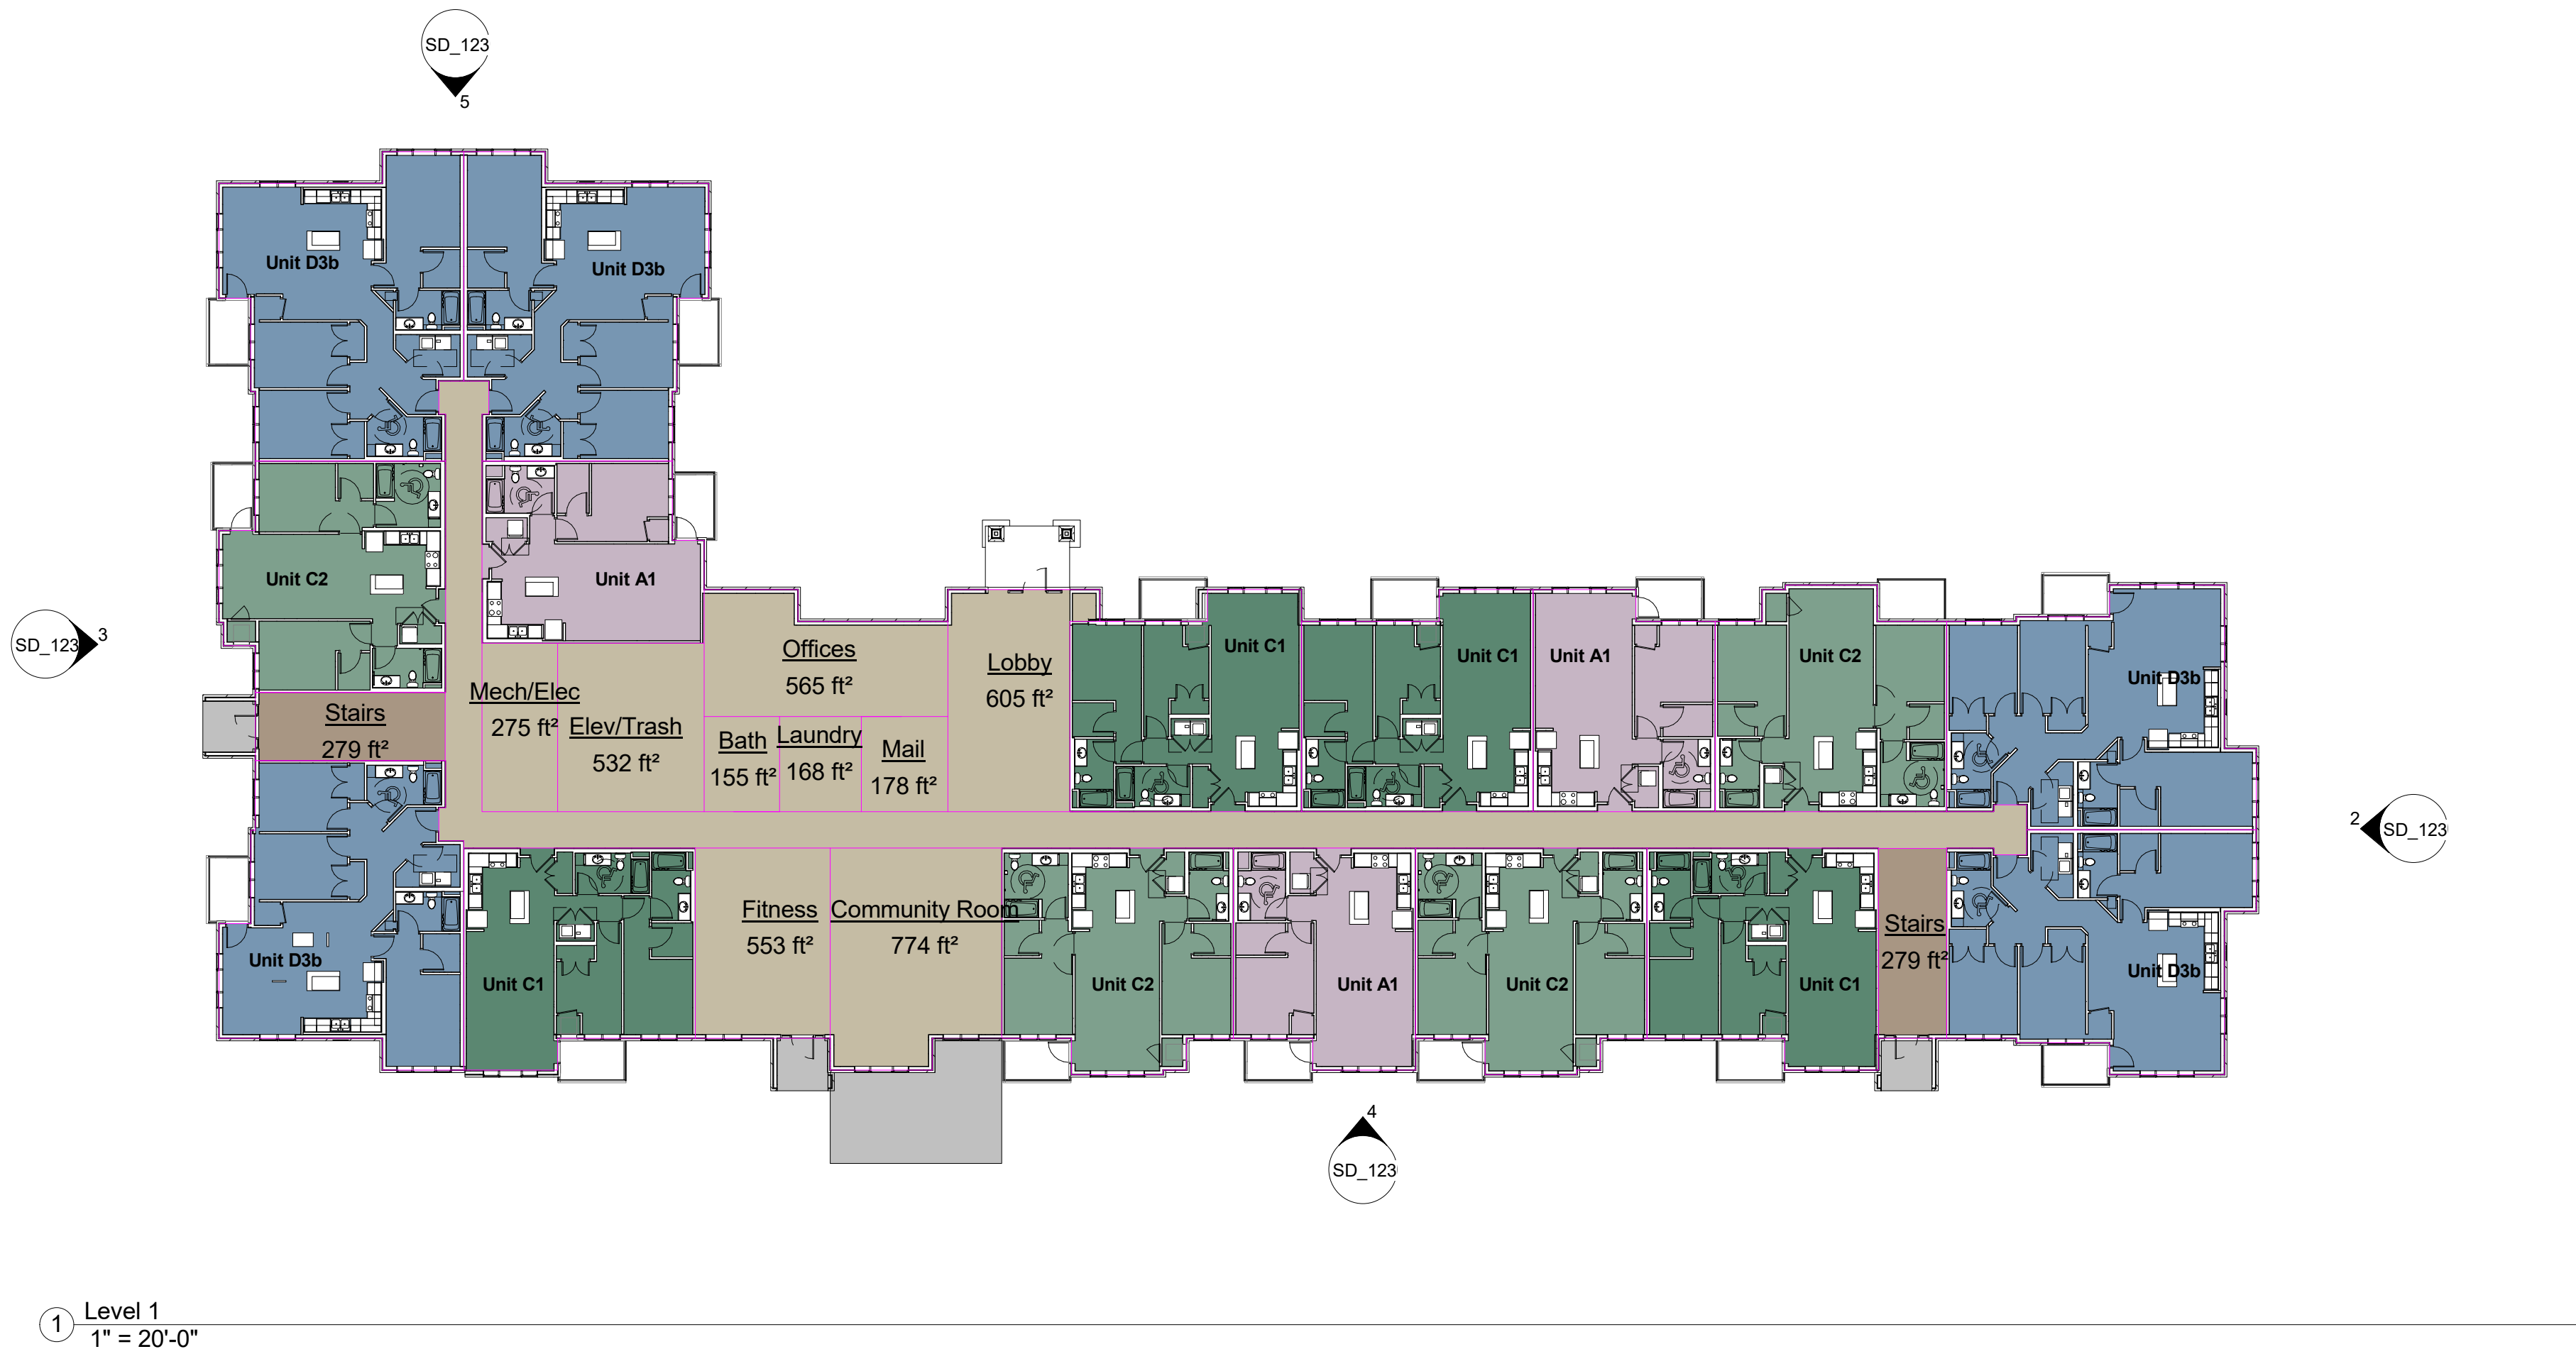 SD_123
5
Unit D3b
Unit D3b
Unit C2
Unit A1
SD_123
3
Offices
565 ft²
Lobby
605 ft²
Unit C1
Unit C1
Unit A1
Unit C2
Unit D3b
Mech/Elec
275 ft²
Elev/Trash
532 ft²
Stairs
279 ft²
Bath
155 ft²
Laundry
168 ft²
Mail
178 ft²
2
SD_123
Unit D3b
Unit C1
Fitness
553 ft²
Community Room
774 ft²
Unit C2
Unit A1
Unit C2
Unit C1
Stairs
279 ft²
Unit D3b
4
SD_123
1
Level 1
1" = 20'-0"